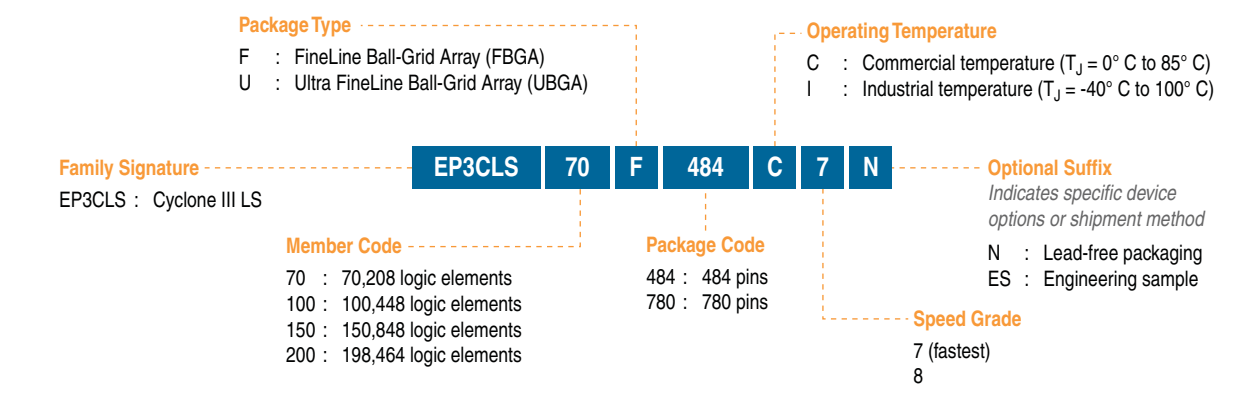 Package Type
F : FineLine Ball-Grid Array (FBGA)
U : Ultra FineLine Ball-Grid Array (UBGA)
Operating Temperature
C : Commercial temperature (TJ = 0° C to 85° C)
I : Industrial temperature (TJ = -40° C to 100° C)
Family Signature
EP3CLS : Cyclone III LS
EP3CLS 70 F 484 C 7 N
Optional Suffix
Indicates specific device
options or shipment method
N : Lead-free packaging
ES : Engineering sample
Member Code
70 : 70,208 logic elements
100 : 100,448 logic elements
150 : 150,848 logic elements
200 : 198,464 logic elements
Package Code
484 : 484 pins
780 : 780 pins
Speed Grade
7 (fastest)
8